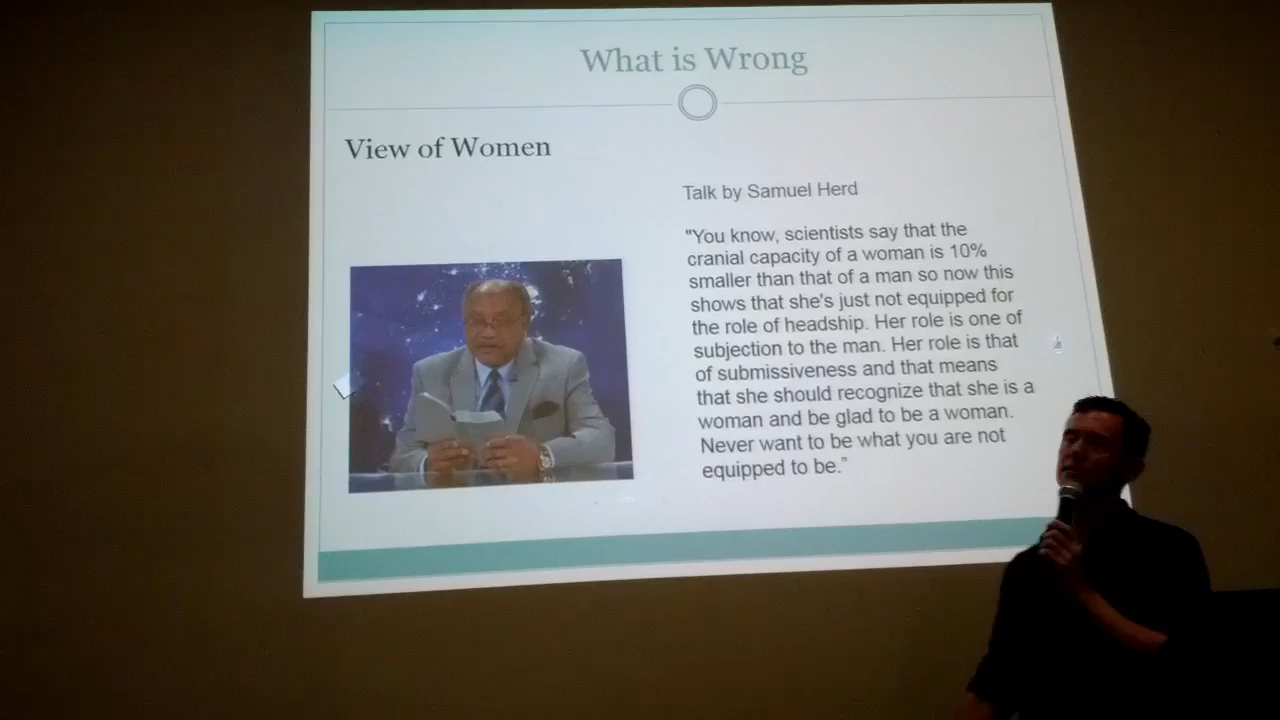 What is Wrong
View of Women
Talk by Samuel Herd
"You know, scientists say that the
cranial capacity of a woman is 10%
smaller than that of a man so now this
shows that she's just not equipped for
the role of headship. Her role is one of
subjection to the man. Her role is that
of submissiveness and that means
that she should recognize that she is a
woman and be glad to be a woman.
Never want to be what you are not
equipped to be."